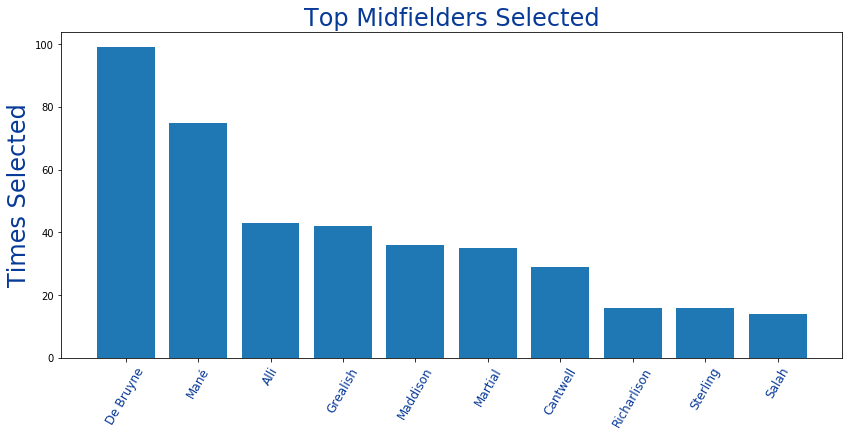 Top Midfielders Selected
Times Selected
100
80
60
40
20
0
De Bruyne
Mané
Alli
Grealish
Maddison
Martial
Cantwell
Richarlison
Sterling
Salah